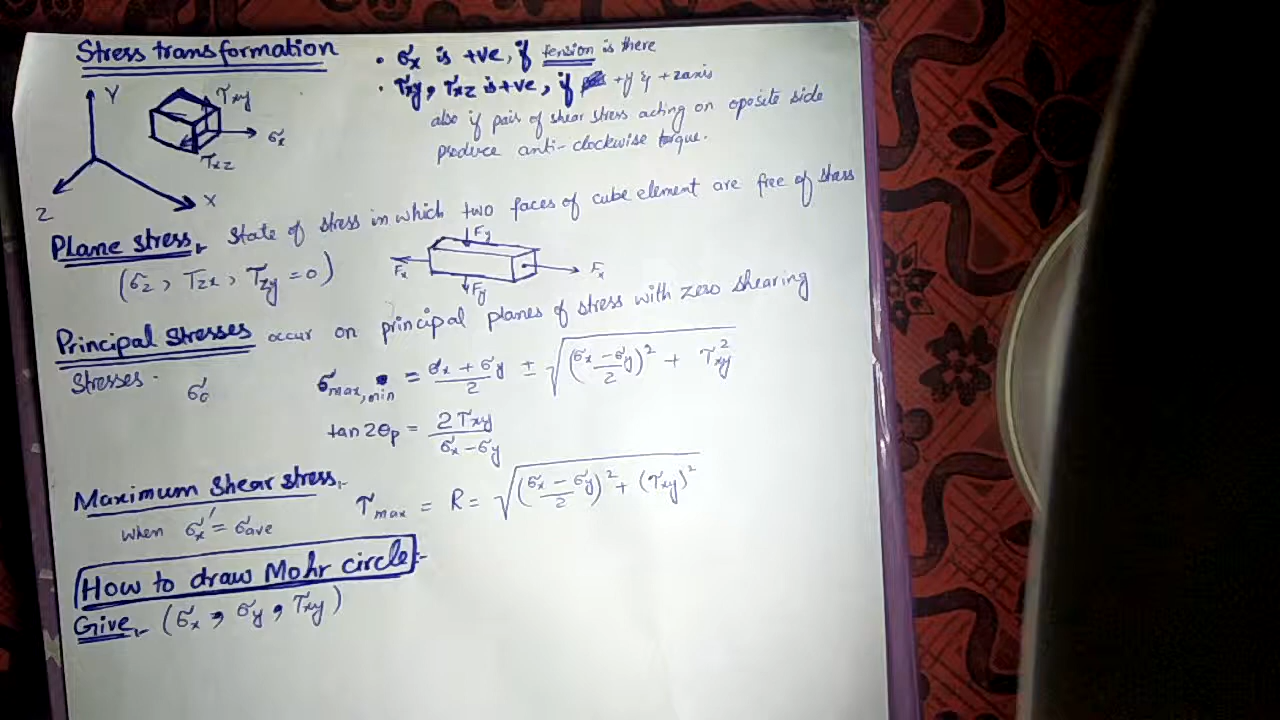 Stress transformation
• σx is +ve, if tension is there
• τxy, τxz is +ve, if +y & + z axis
also if pair of shear stress acting on oposite side
produce anti-clockwise torque.
Y
τxy
σx
τxz
Z
X
Plane stress,- State of stress in which two faces of cube element are free of stress
(σz, τzx, τzy = 0)
Fy
Fx
Fx
Fy
Principal stresses occur on principal planes of stress with zero shearing
Stresses.
σmax,min = (σx + σy)/2 ± √((σx - σy)/2)² + τxy²
tan 2θp = 2τxy/(σx - σy)
Maximum shear stress,-
τmax = R = √((σx - σy)/2)² + (τxy)²
when σx' = σave
How to draw Mohr circle:-
Give,- (σx, σy, τxy)